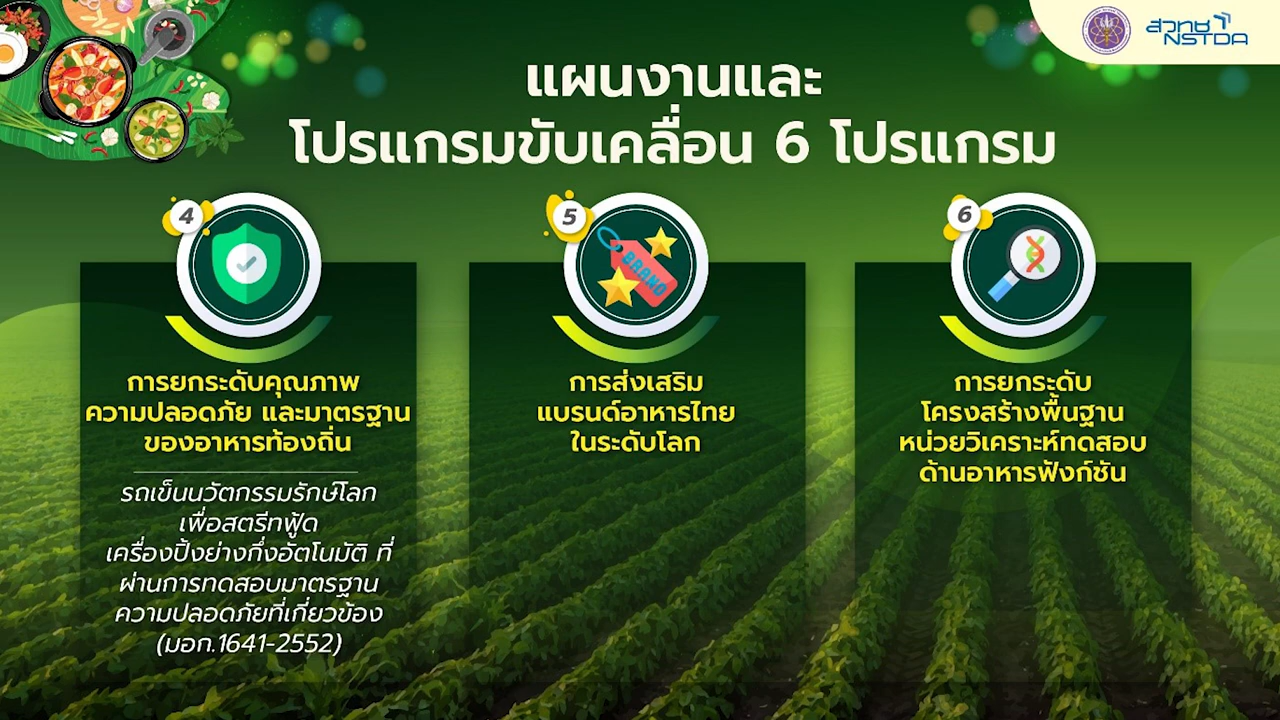 สวทช
NSTDA
แผนงานและ
โปรแกรมขับเคลื่อน 6 โปรแกรม
4
การยกระดับคุณภาพ
ความปลอดภัย และมาตรฐาน
ของอาหารท้องถิ่น
รถเข็นนวัตกรรมรักษ์โลก
เพื่อสตรีทฟู้ด
เครื่องปิ้งย่างกึ่งอัตโนมัติ ที่
ผ่านการทดสอบมาตรฐาน
ความปลอดภัยที่เกี่ยวข้อง
(มอก.1641-2552)
5
BRAND
การส่งเสริม
แบรนด์อาหารไทย
ในระดับโลก
6
การยกระดับ
โครงสร้างพื้นฐาน
หน่วยวิเคราะห์ทดสอบ
ด้านอาหารฟังก์ชัน